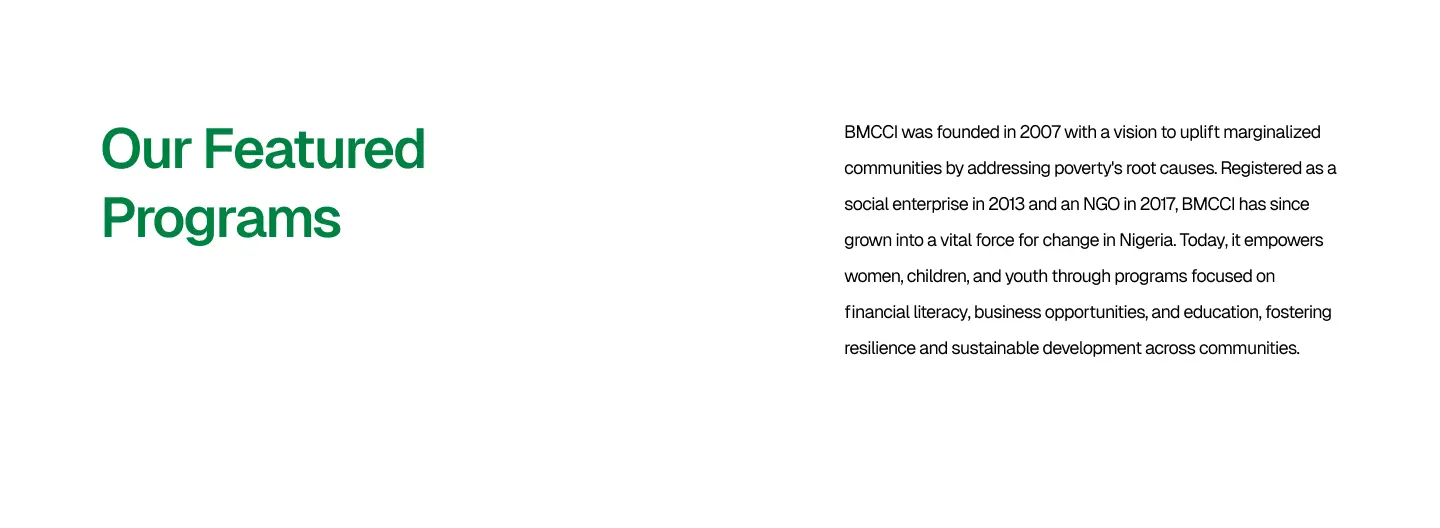 Our Featured
Programs
BMCCI was founded in 2007 with a vision to uplift marginalized
communities by addressing poverty's root causes. Registered as a
social enterprise in 2013 and an NGO in 2017, BMCCI has since
grown into a vital force for change in Nigeria. Today, it empowers
women, children, and youth through programs focused on
financial literacy, business opportunities, and education, fostering
resilience and sustainable development across communities.